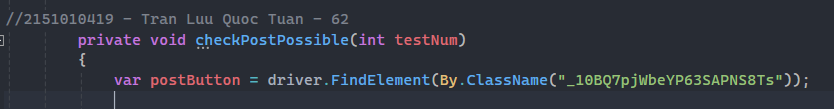 //2151010419 - Tran Luu Quoc Tuan - 62
private void checkPostPossible(int testNum)
{
var postButton = driver.FindElement(By.ClassName("_10BQ7pjWbeYP63SAPNS8Ts"));